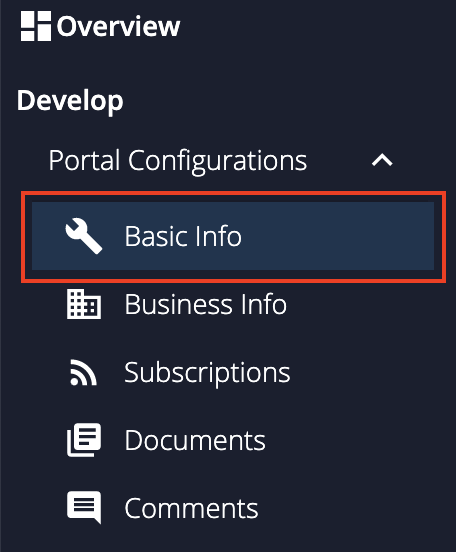 Overview
Develop
Portal Configurations
Basic Info
Business Info
Subscriptions
Documents
Comments